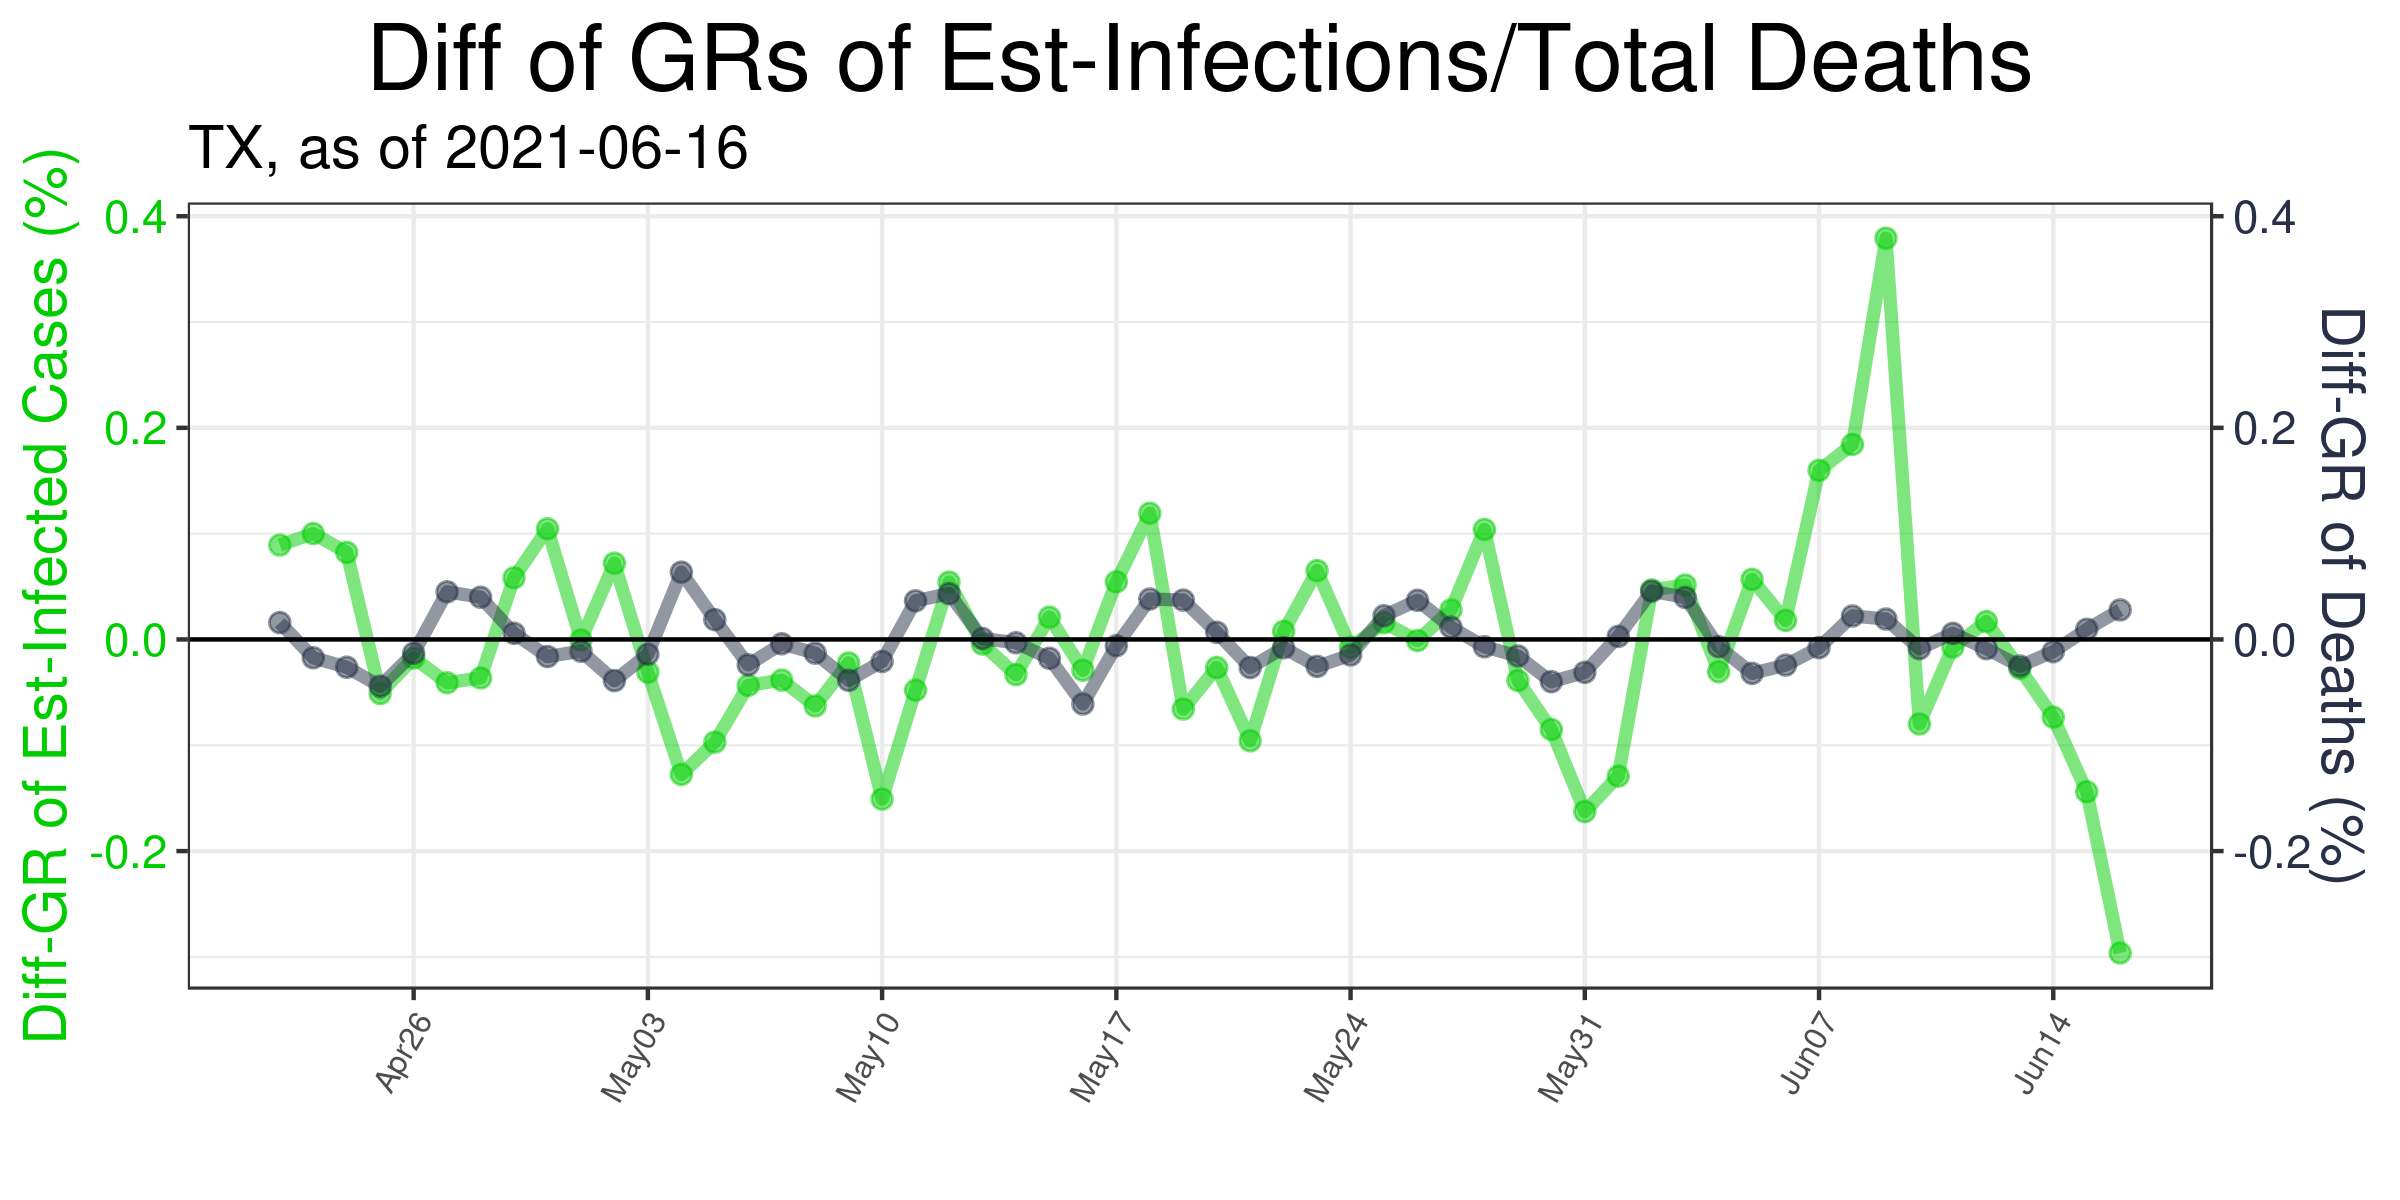 Diff of GRs of Est-Infections/Total Deaths
TX, as of 2021-06-16
Diff-GR of Est-Infected Cases (%)
0.4
0.2
0.0
-0.2
0.4
0.2
0.0
-0.2
Diff-GR of Deaths (%)
Apr26
May03
May10
May17
May24
May31
Jun07
Jun14